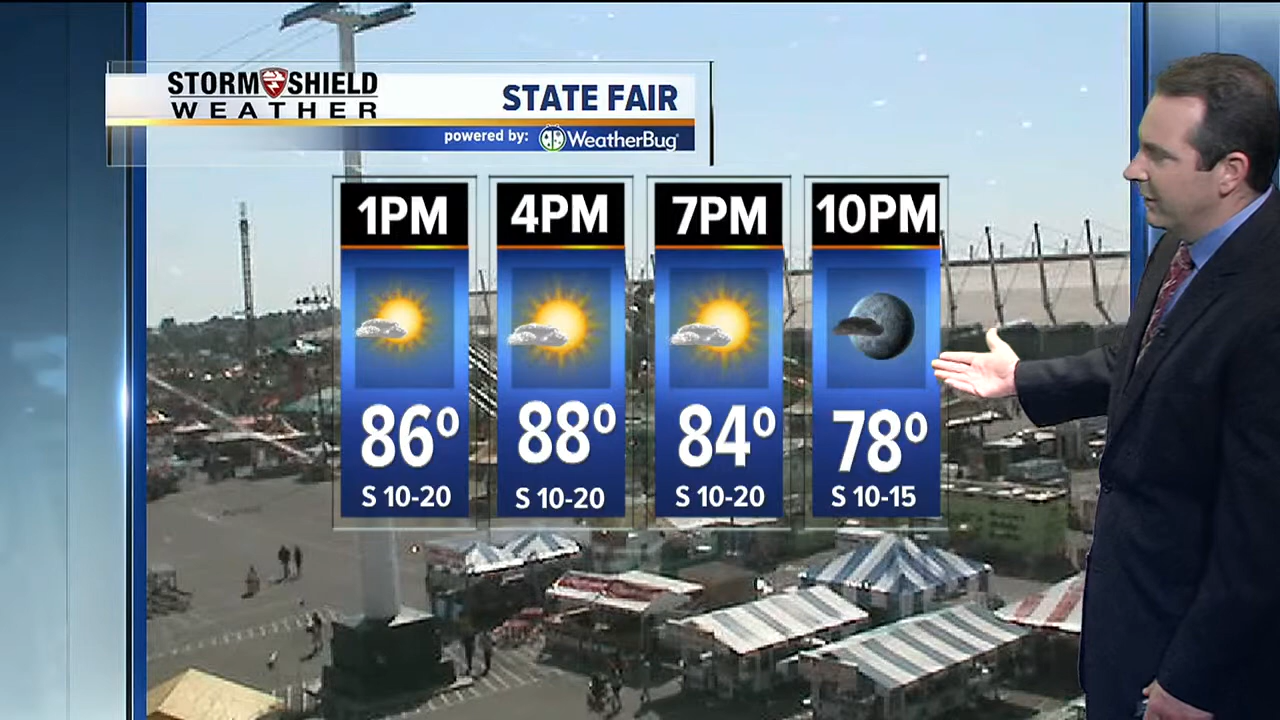 STORM SHIELD
WEATHER
STATE FAIR
powered by: WeatherBug
1PM 4PM 7PM 10PM
86° 88° 84° 78°
S 10-20 S 10-20 S 10-20 S 10-15